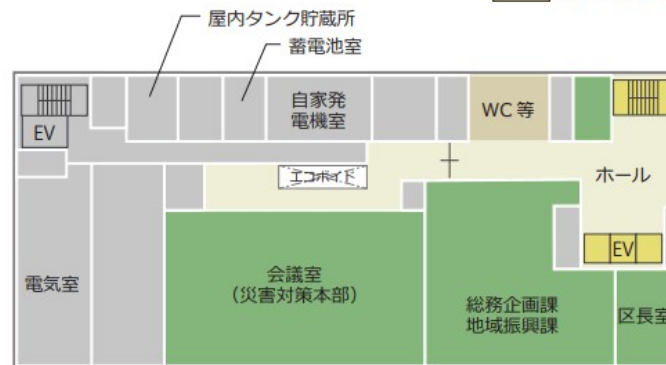 屋内タンク貯蔵所
蓄電池室
自家発
電機室
WC 等
EV
エコボイド
ホール
EV
電気室
会議室
（災害対策本部）
総務企画課
地域振興課
区長室